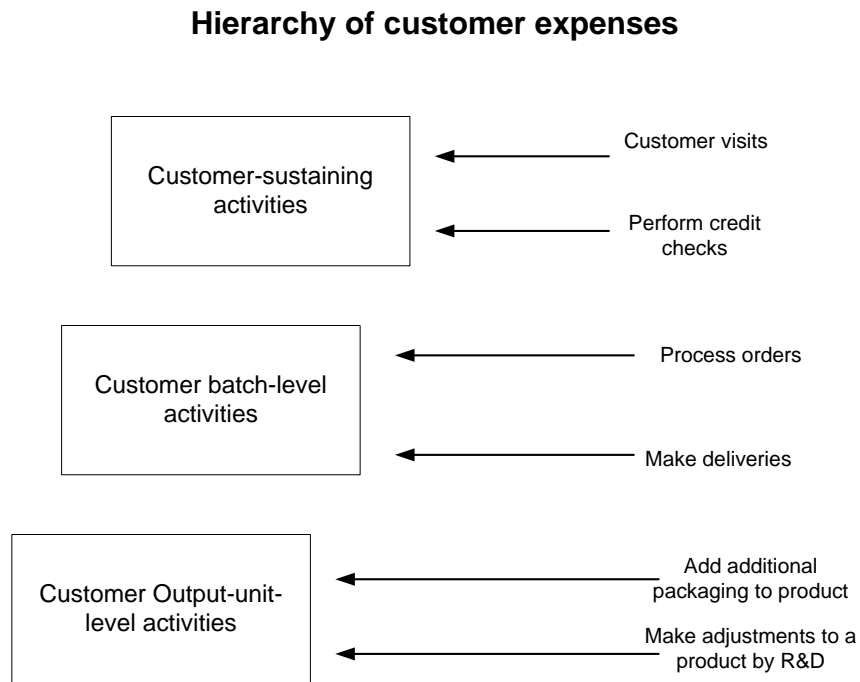 Hierarchy of customer expenses
Customer-sustaining
activities
Customer visits
Perform credit
checks
Customer batch-level
activities
Process orders
Make deliveries
Customer Output-unit-
level activities
Add additional
packaging to product
Make adjustments to a
product by R&D